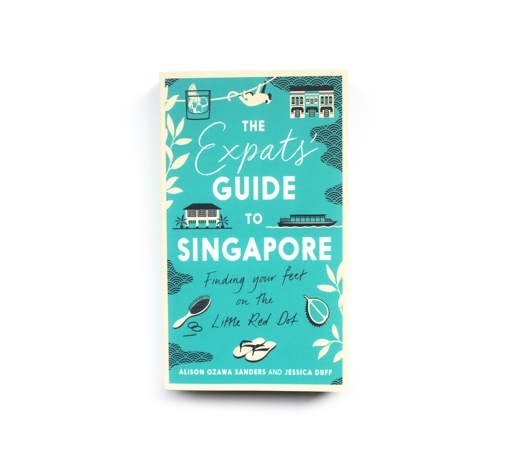 THE
Expats'
GUIDE
TO
SINGAPORE
Finding your feet
on the
Little Red Dot
ALISON OZAWA SANDERS AND JESSICA DUFF